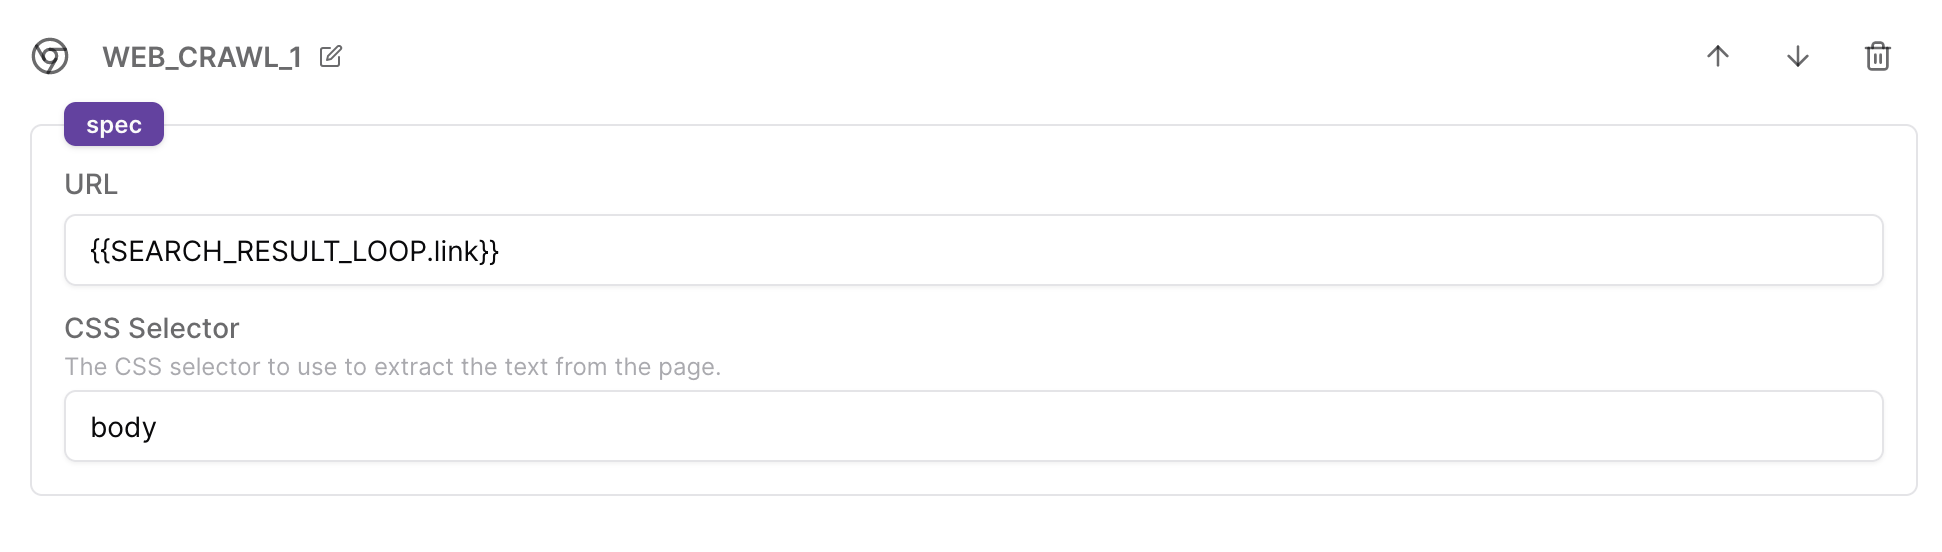 WEB_CRAWL_1
spec
URL
{{SEARCH_RESULT_LOOP.link}}
CSS Selector
The CSS selector to use to extract the text from the page.
body